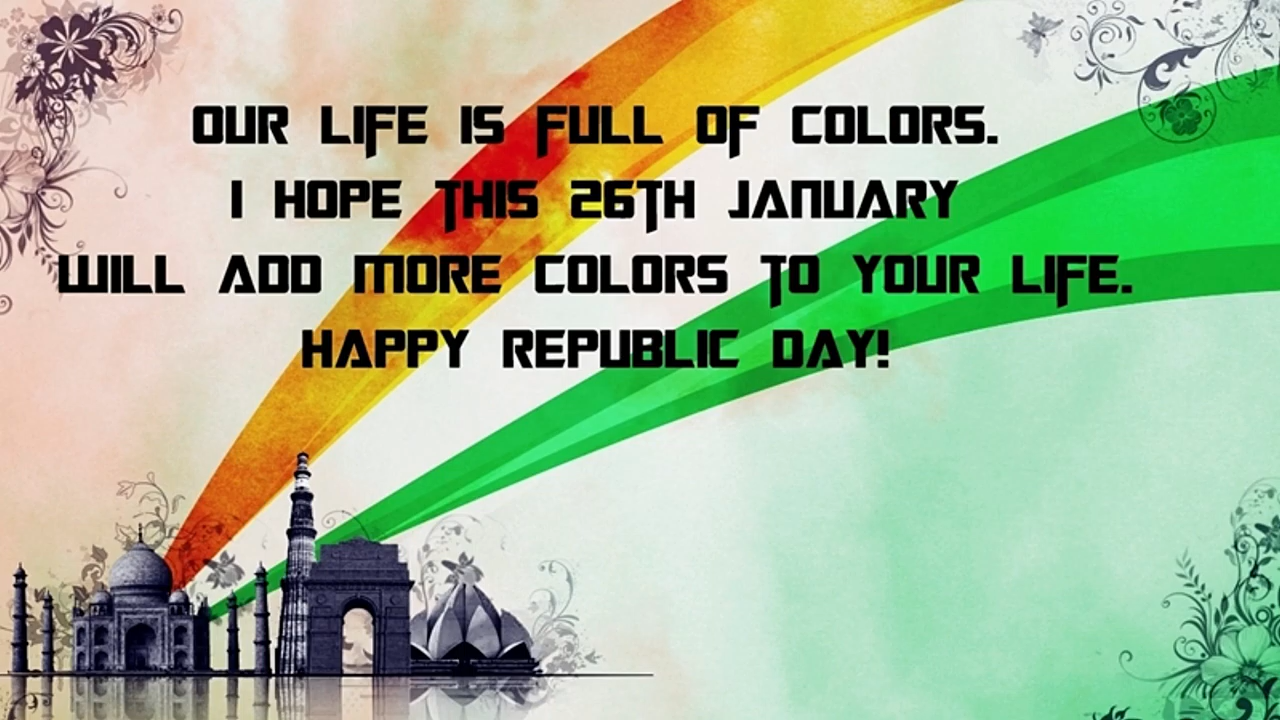 OUR LIFE IS FULL OF COLORS.
I HOPE THIS 26TH JANUARY
WILL ADD MORE COLORS TO YOUR LIFE.
HAPPY REPUBLIC DAY!